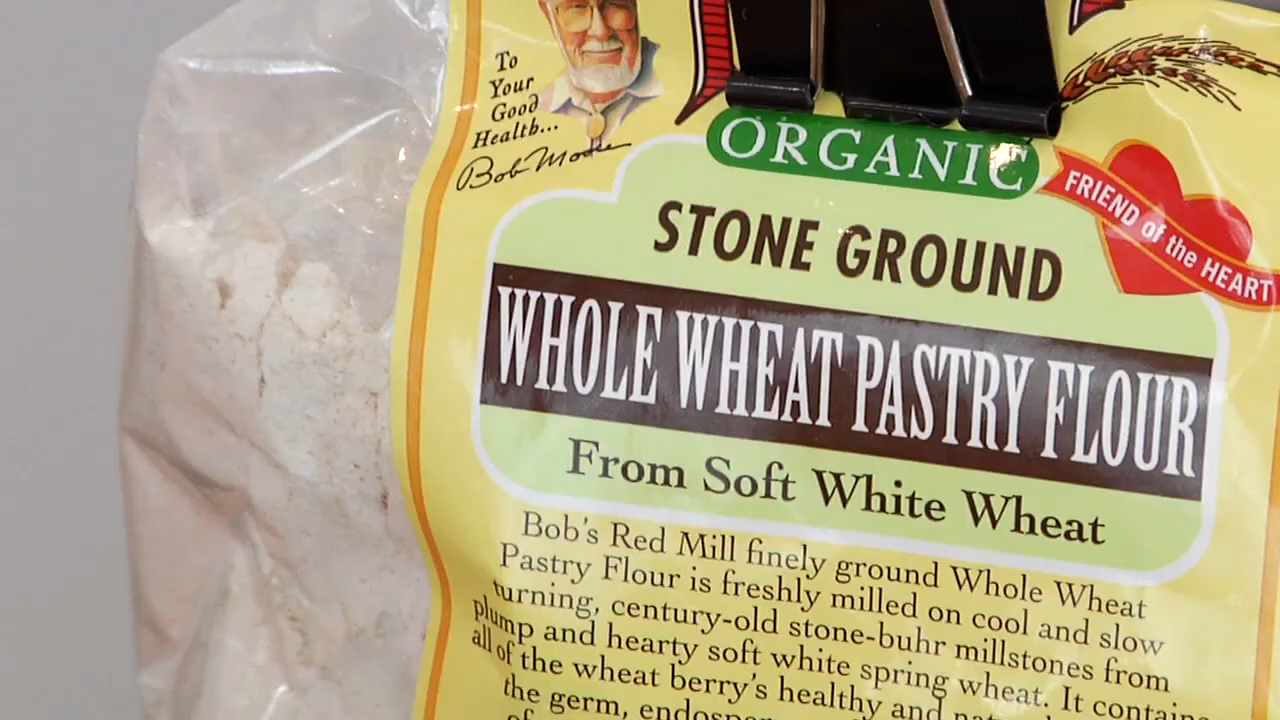 To
Your
Good
Health...
Bob Moore
ORGANIC
FRIEND of the HEART
STONE GROUND
WHOLE WHEAT PASTRY FLOUR
From Soft White Wheat
Bob's Red Mill finely ground Whole Wheat
Pastry Flour is freshly milled on cool and slow
turning, century-old stone-buhr millstones from
plump and hearty soft white spring wheat. It contains
all of the wheat berry's healthy and
the germ,
of